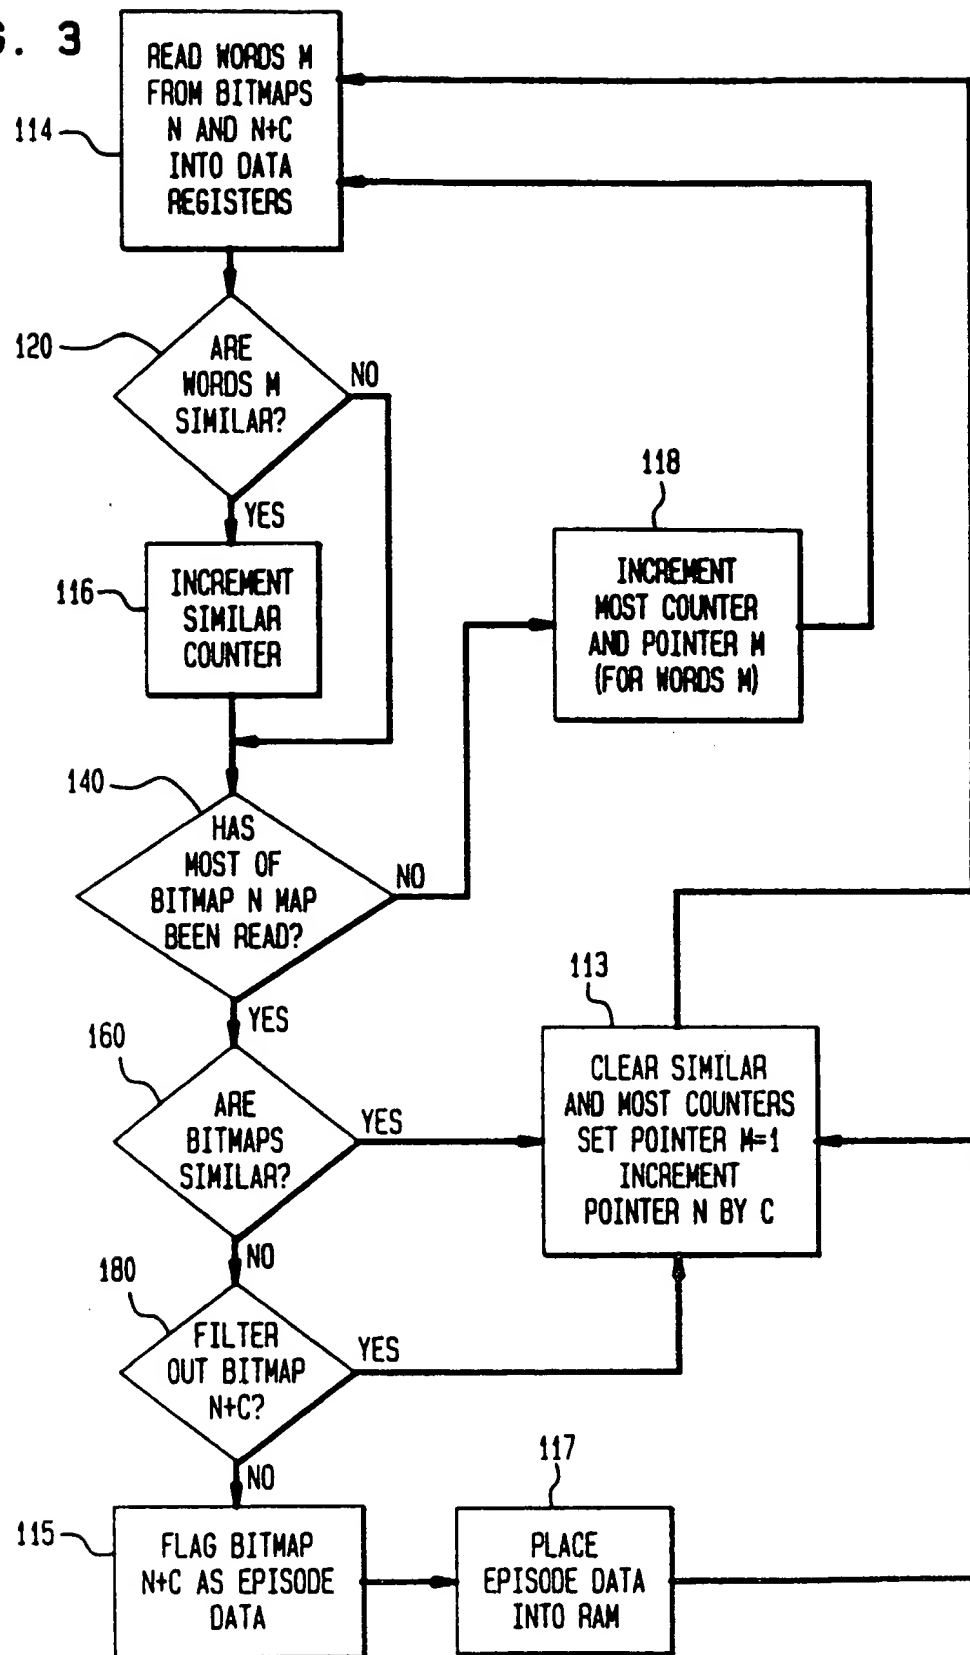 G. 3
READ WORDS M
FROM BITMAPS
N AND N+C
INTO DATA
REGISTERS
114
120
ARE
WORDS M
SIMILAR?
NO
YES
118
116
INCREMENT
SIMILAR
COUNTER
INCREMENT
MOST COUNTER
AND POINTER M
(FOR WORDS M)
140
HAS
MOST OF
BITMAP N MAP
BEEN READ?
NO
YES
113
160
ARE
BITMAPS
SIMILAR?
YES
NO
CLEAR SIMILAR
AND MOST COUNTERS
SET POINTER M=1
INCREMENT
POINTER N BY C
180
FILTER
OUT BITMAP
N+C?
YES
NO
117
115
FLAG BITMAP
N+C AS EPISODE
DATA
PLACE
EPISODE DATA
INTO RAM